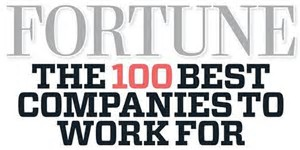 FORTUNE
THE 100 BEST
COMPANIES TO
WORK FOR